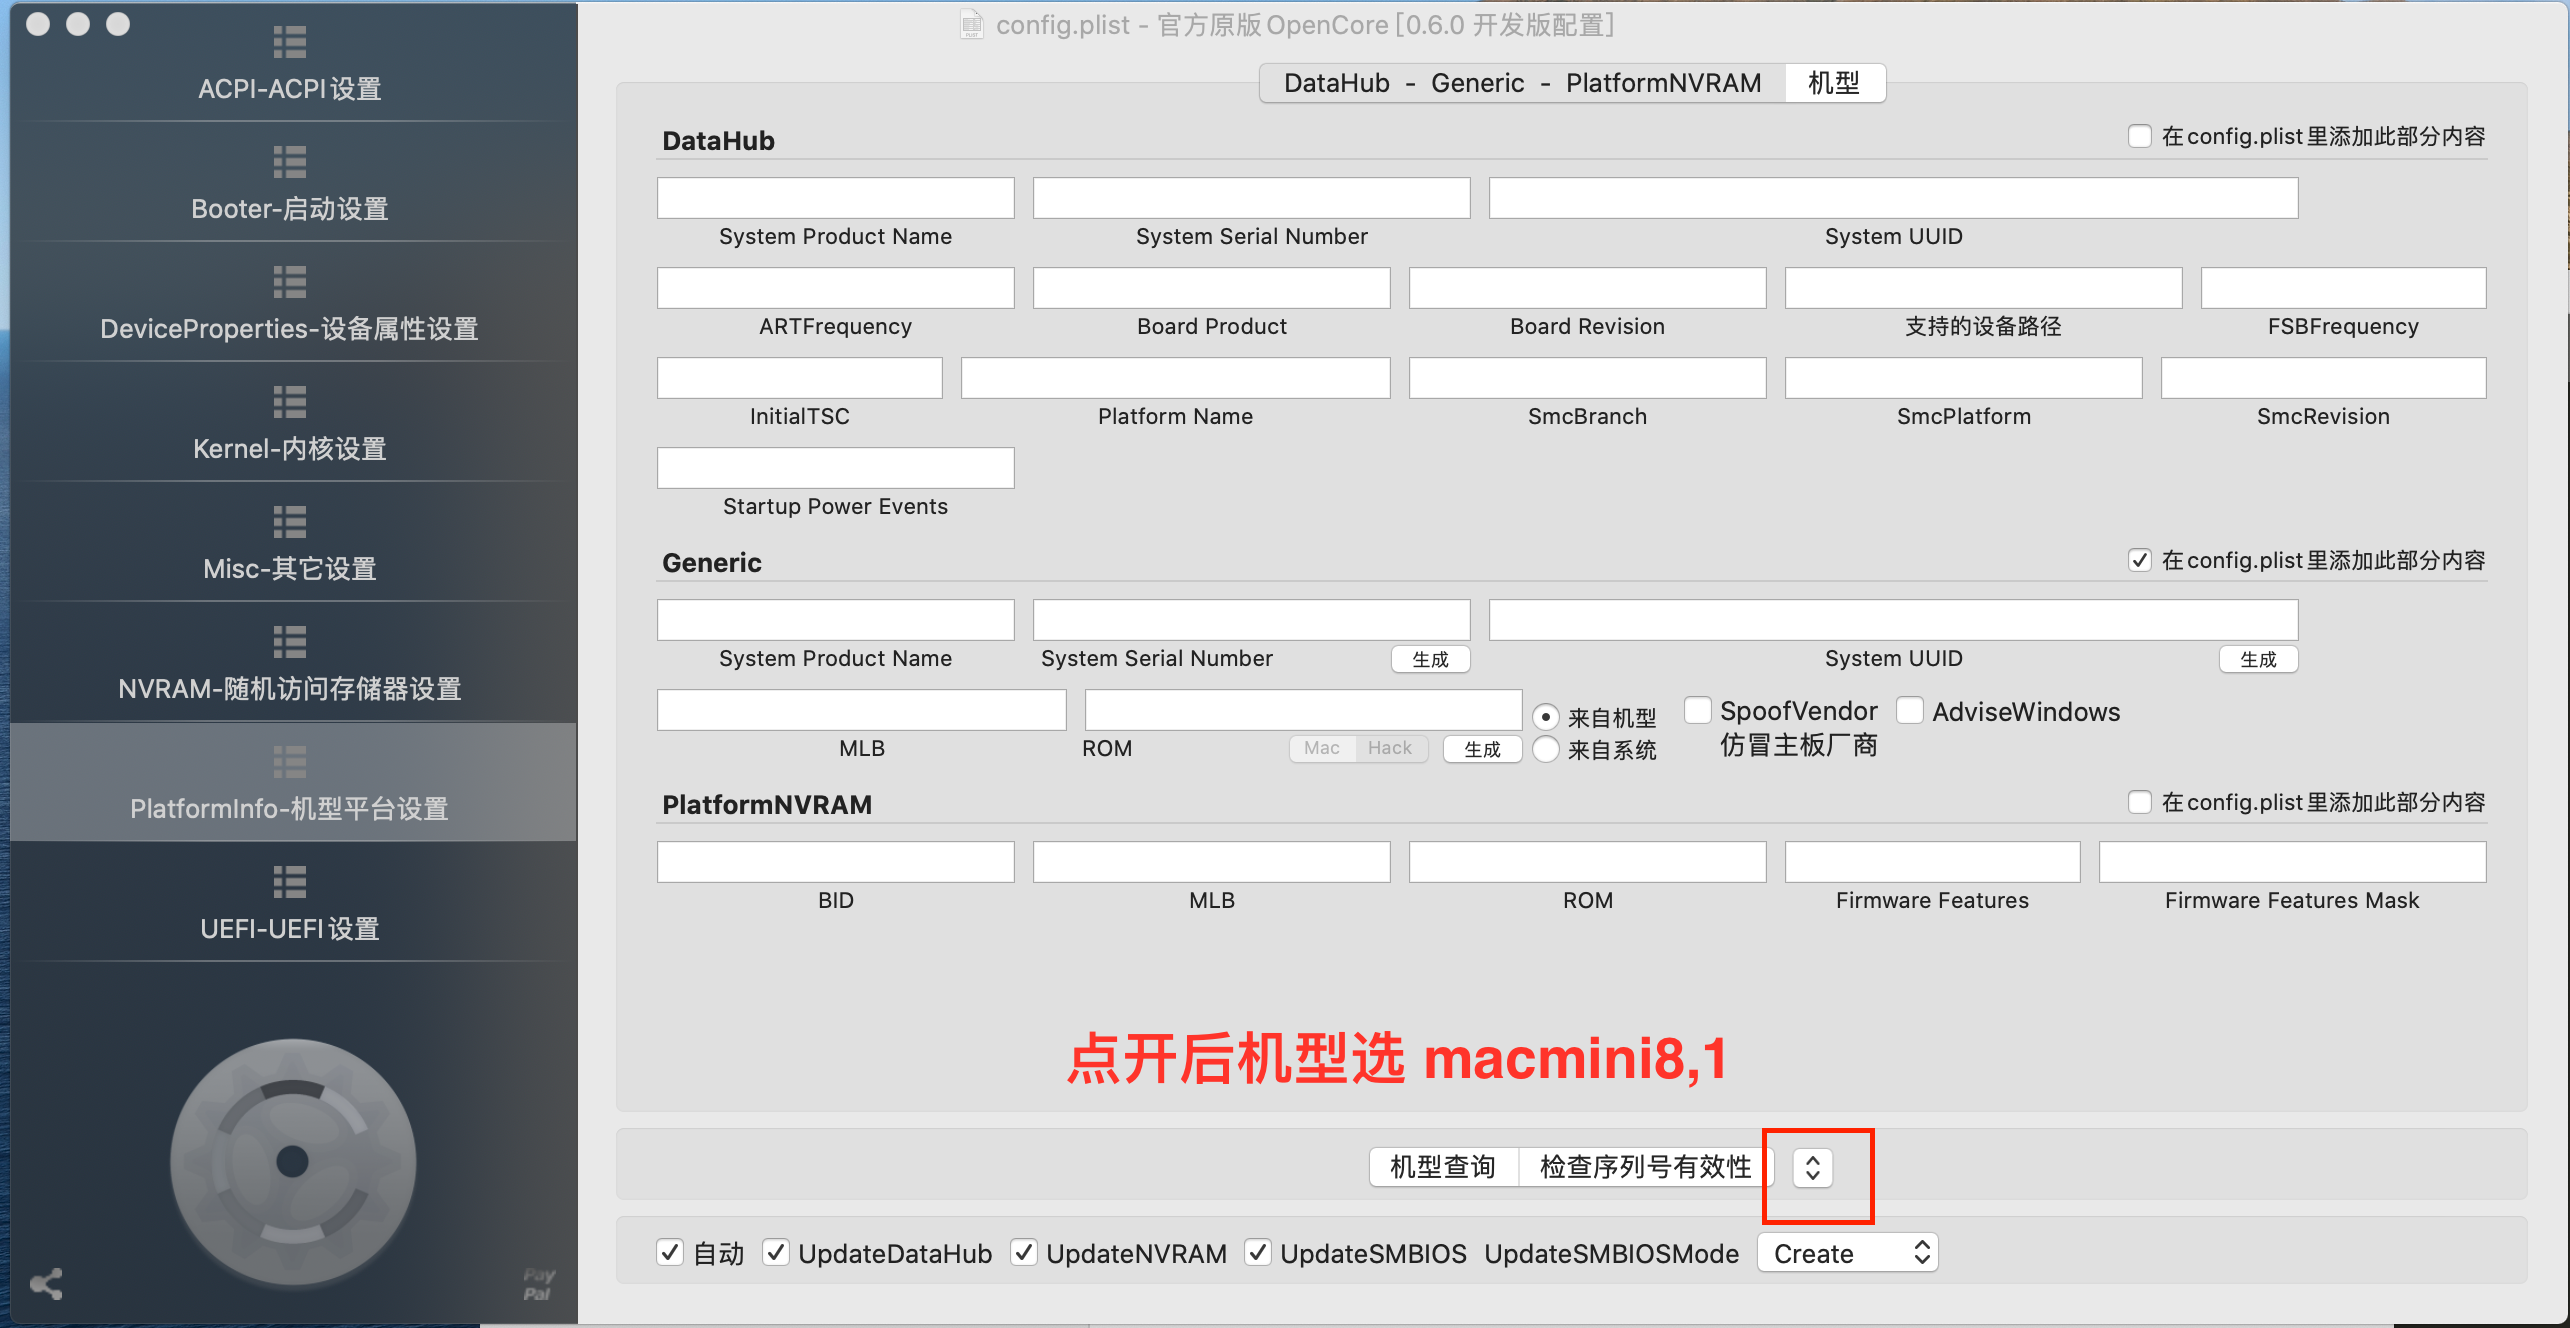 config.plist - 官方原版OpenCore [0.6.0 开发版配置]
ACPI-ACPI设置
Booter-启动设置
DeviceProperties-设备属性设置
Kernel-内核设置
Misc-其它设置
NVRAM-随机访问存储器设置
PlatformInfo-机型平台设置
UEFI-UEFI设置
Pay
Pal
DataHub - Generic - PlatformNVRAM 机型
DataHub 在config.plist里添加此部分内容
System Product Name System Serial Number System UUID
ARTFrequency Board Product Board Revision 支持的设备路径 FSBFrequency
InitialTSC Platform Name SmcBranch SmcPlatform SmcRevision
Startup Power Events
Generic 在config.plist里添加此部分内容
System Product Name System Serial Number 生成 System UUID 生成
来自机型 SpoofVendor AdviseWindows
MLB ROM Mac Hack 生成 来自系统 仿冒主板厂商
PlatformNVRAM 在config.plist里添加此部分内容
BID MLB ROM Firmware Features Firmware Features Mask
点开后机型选 macmini8,1
机型查询 检查序列号有效性
自动 UpdateDataHub UpdateNVRAM UpdateSMBIOS UpdateSMBIOSMode Create